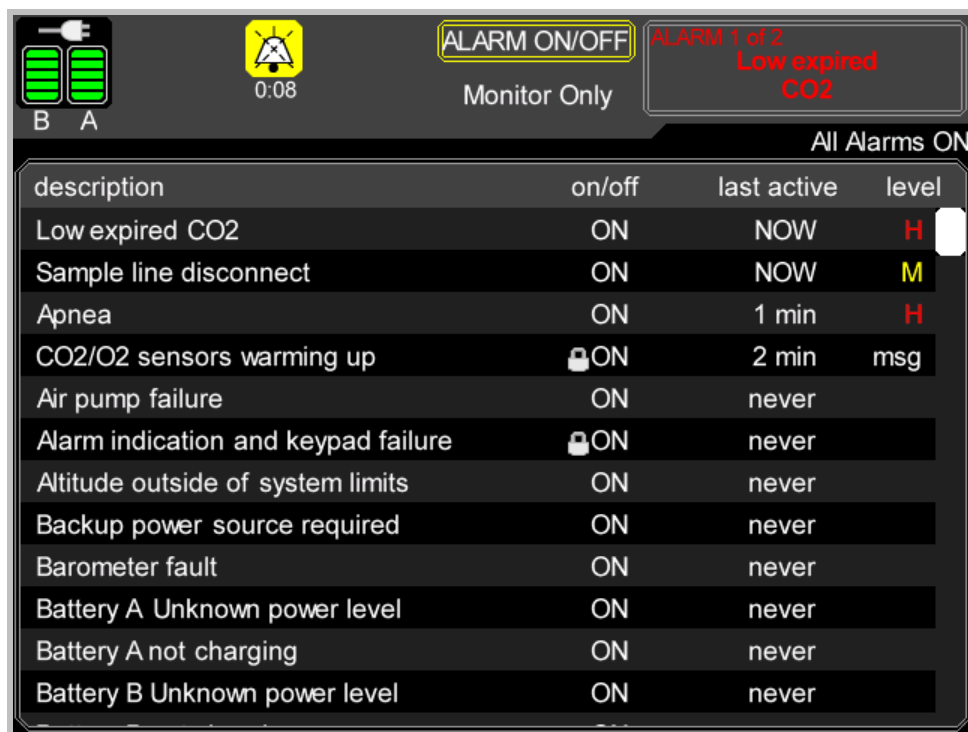 B A
0:08
ALARM ON/OFF
Monitor Only
ALARM 1 of 2
Low expired
CO2
All Alarms ON
description on/off last active level
Low expired CO2 ON NOW H
Sample line disconnect ON NOW M
Apnea ON 1 min H
CO2/O2 sensors warming up ON 2 min msg
Air pump failure ON never
Alarm indication and keypad failure ON never
Altitude outside of system limits ON never
Backup power source required ON never
Barometer fault ON never
Battery A Unknown power level ON never
Battery A not charging ON never
Battery B Unknown power level ON never